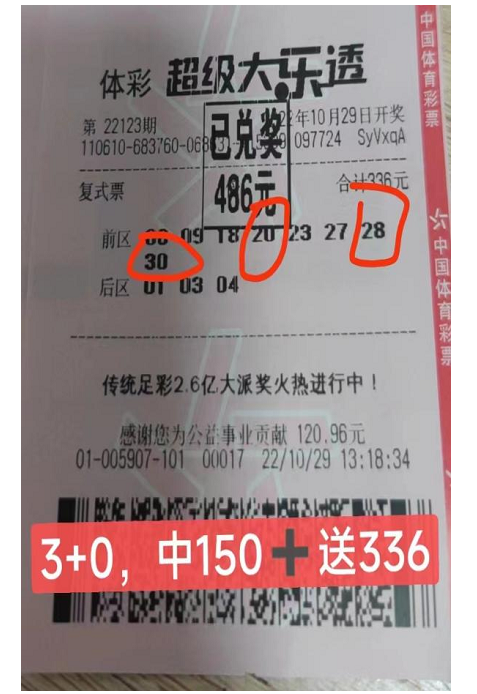 体彩 超级大乐透
第 22123期 年10月29日开奖
110610-683760- 097724 SyVxqA
已兑奖
486元
复式票 合计336元
前区 09 18 20 23 27 28
30
后区 01 03 04
传统足彩2.6亿大派奖火热进行中!
感谢您为公益事业贡献 120.96元
01-005907-101 00017 22/10/29 13:18:34
3+0，中150➕送336
中国体育彩票
中国体育彩票